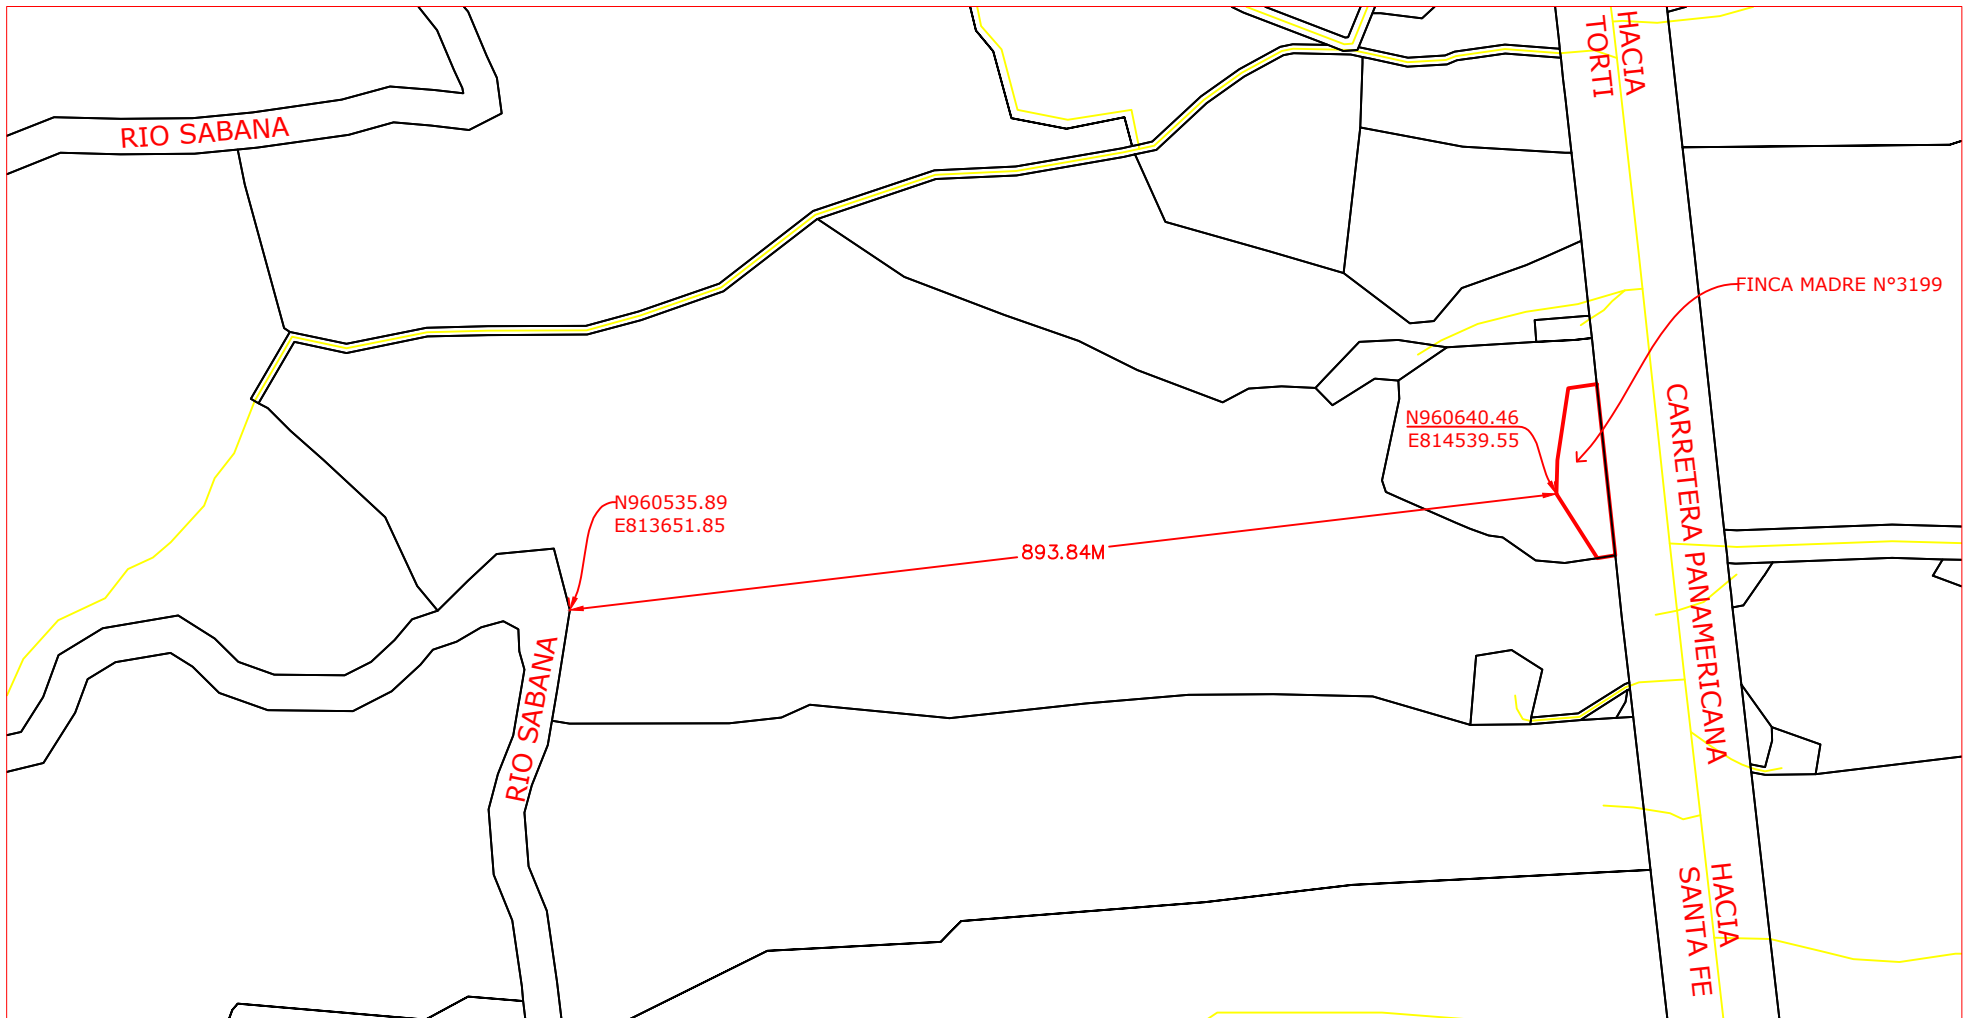 HACIA
TORTI
RIO SABANA
FINCA MADRE N°3199
N960640.46
E814539.55
CARRETERA PANAMERICANA
N960535.89
E813651.85
893.84M
RIO SABANA
HACIA
SANTA FE